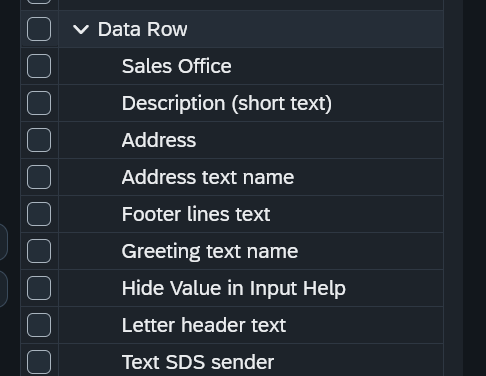 Data Row
Sales Office
Description (short text)
Address
Address text name
Footer lines text
Greeting text name
Hide Value in Input Help
Letter header text
Text SDS sender